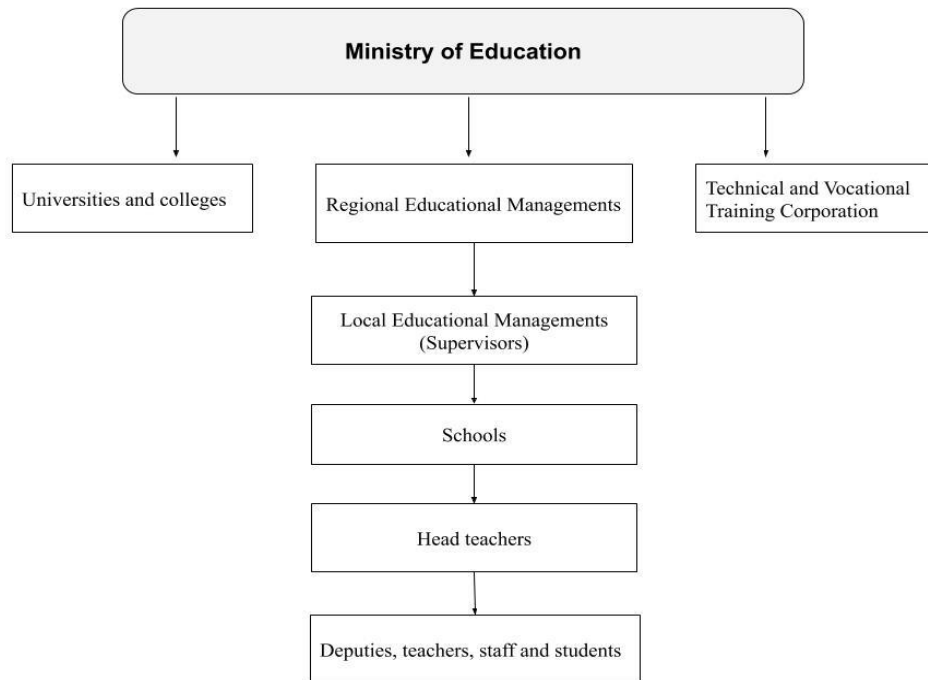 Ministry of Education
Universities and colleges
Regional Educational Managements
Technical and Vocational
Training Corporation
Local Educational Managements
(Supervisors)
Schools
Head teachers
Deputies, teachers, staff and students